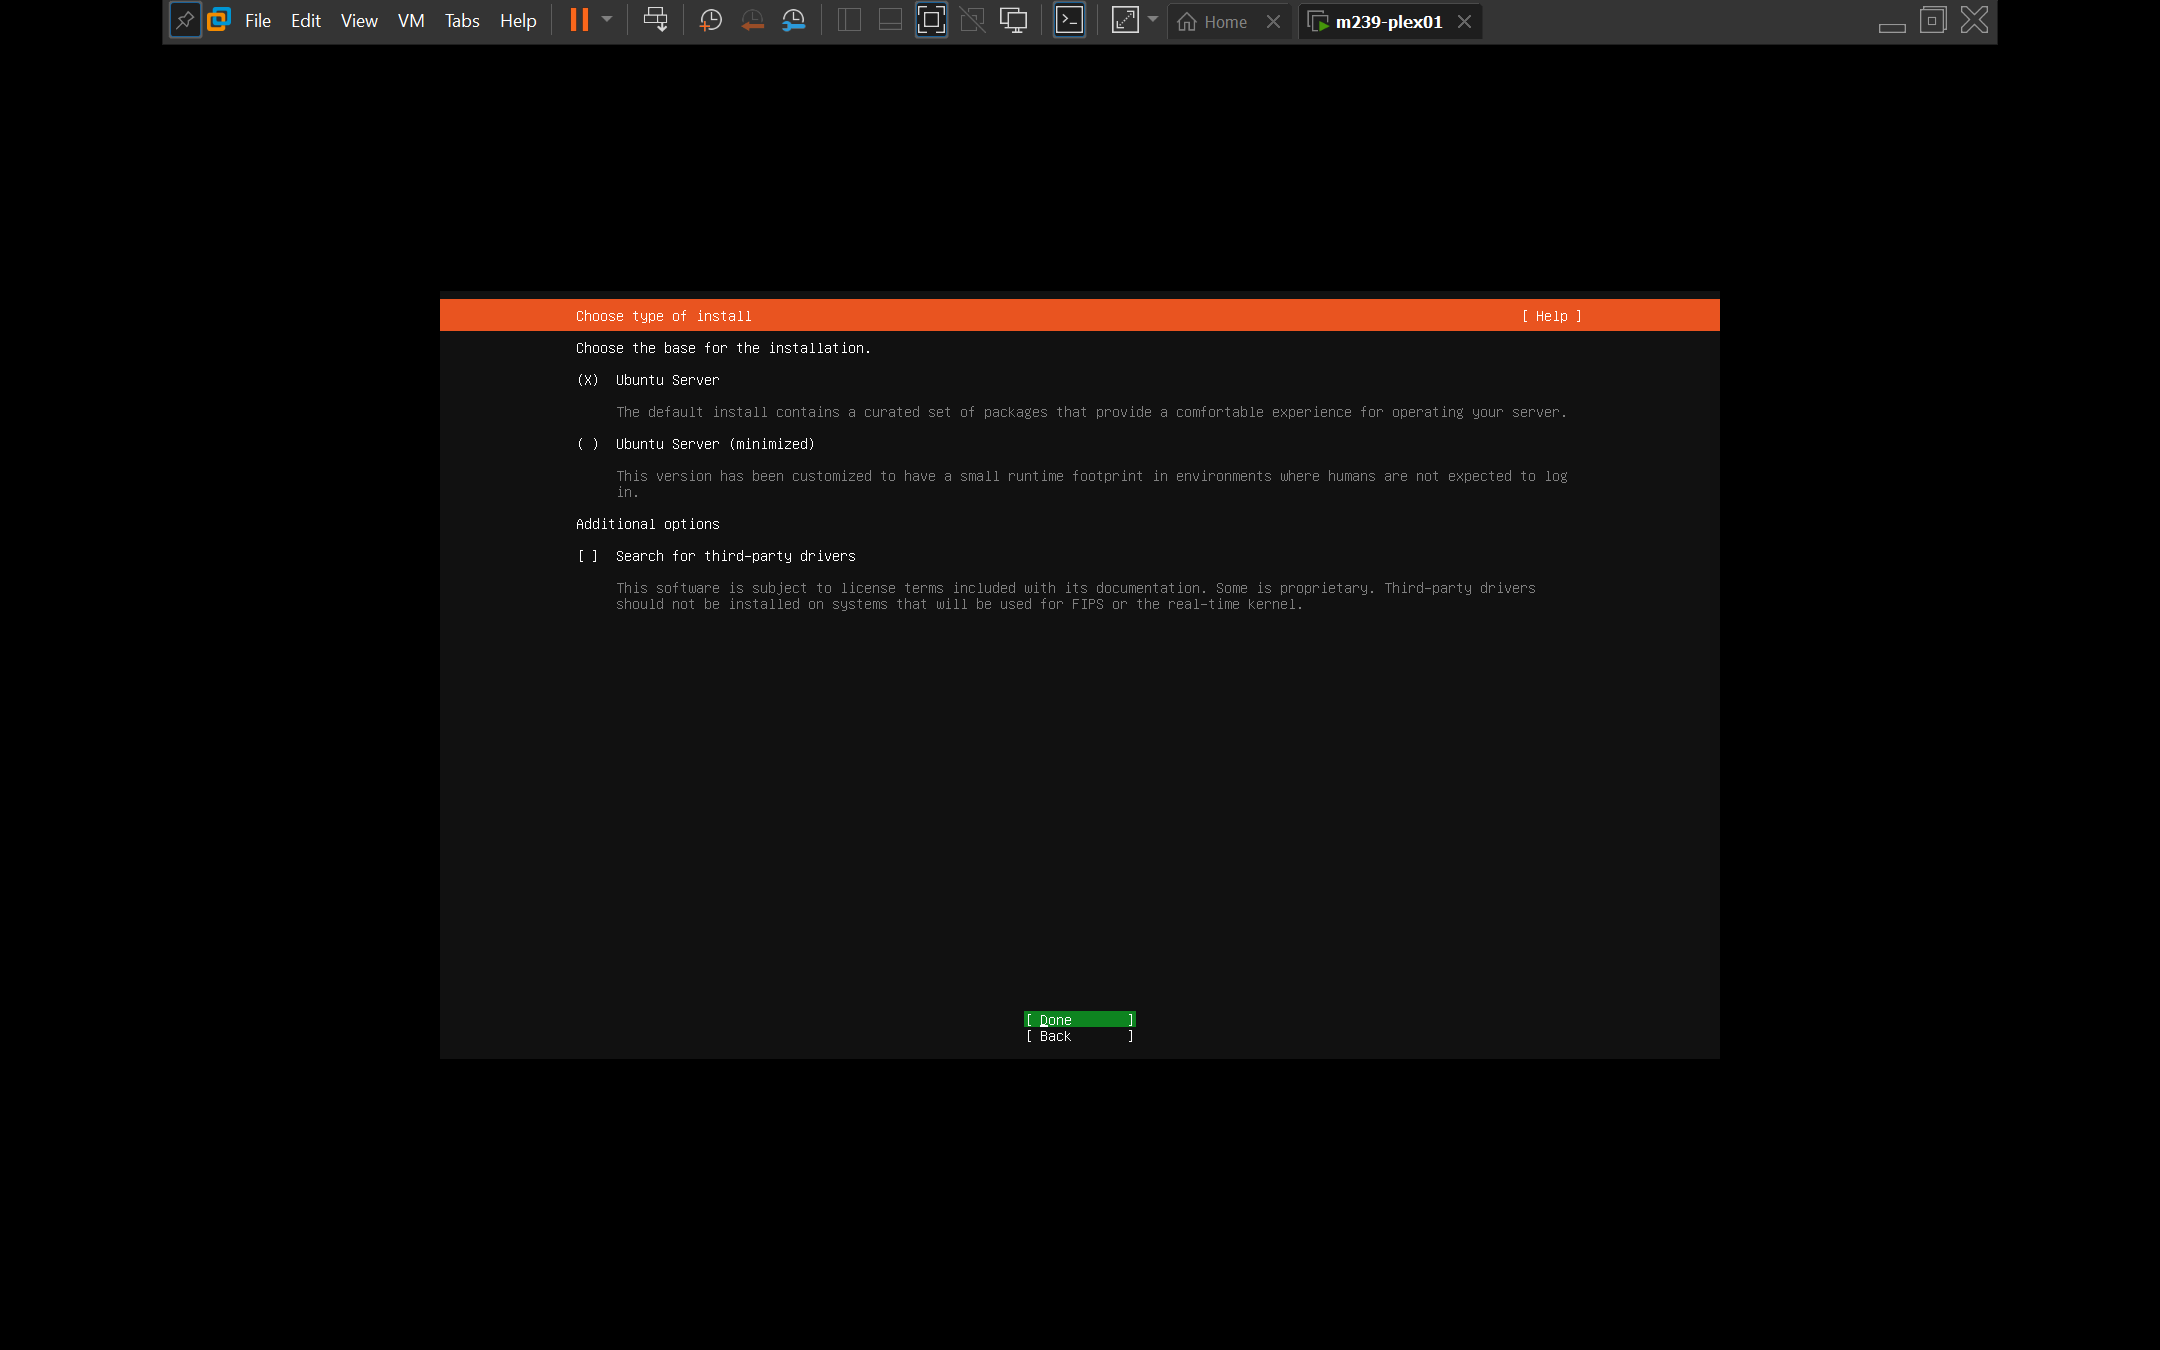 File Edit View VM Tabs Help Home m239-plex01
Choose type of install [ Help ]
Choose the base for the installation.
(X) Ubuntu Server
The default install contains a curated set of packages that provide a comfortable experience for operating your server.
( ) Ubuntu Server (minimized)
This version has been customized to have a small runtime footprint in environments where humans are not expected to log
in.
Additional options
[ ] Search for third-party drivers
This software is subject to license terms included with its documentation. Some is proprietary. Third-party drivers
should not be installed on systems that will be used for FIPS or the real-time kernel.
[ Done ]
[ Back ]